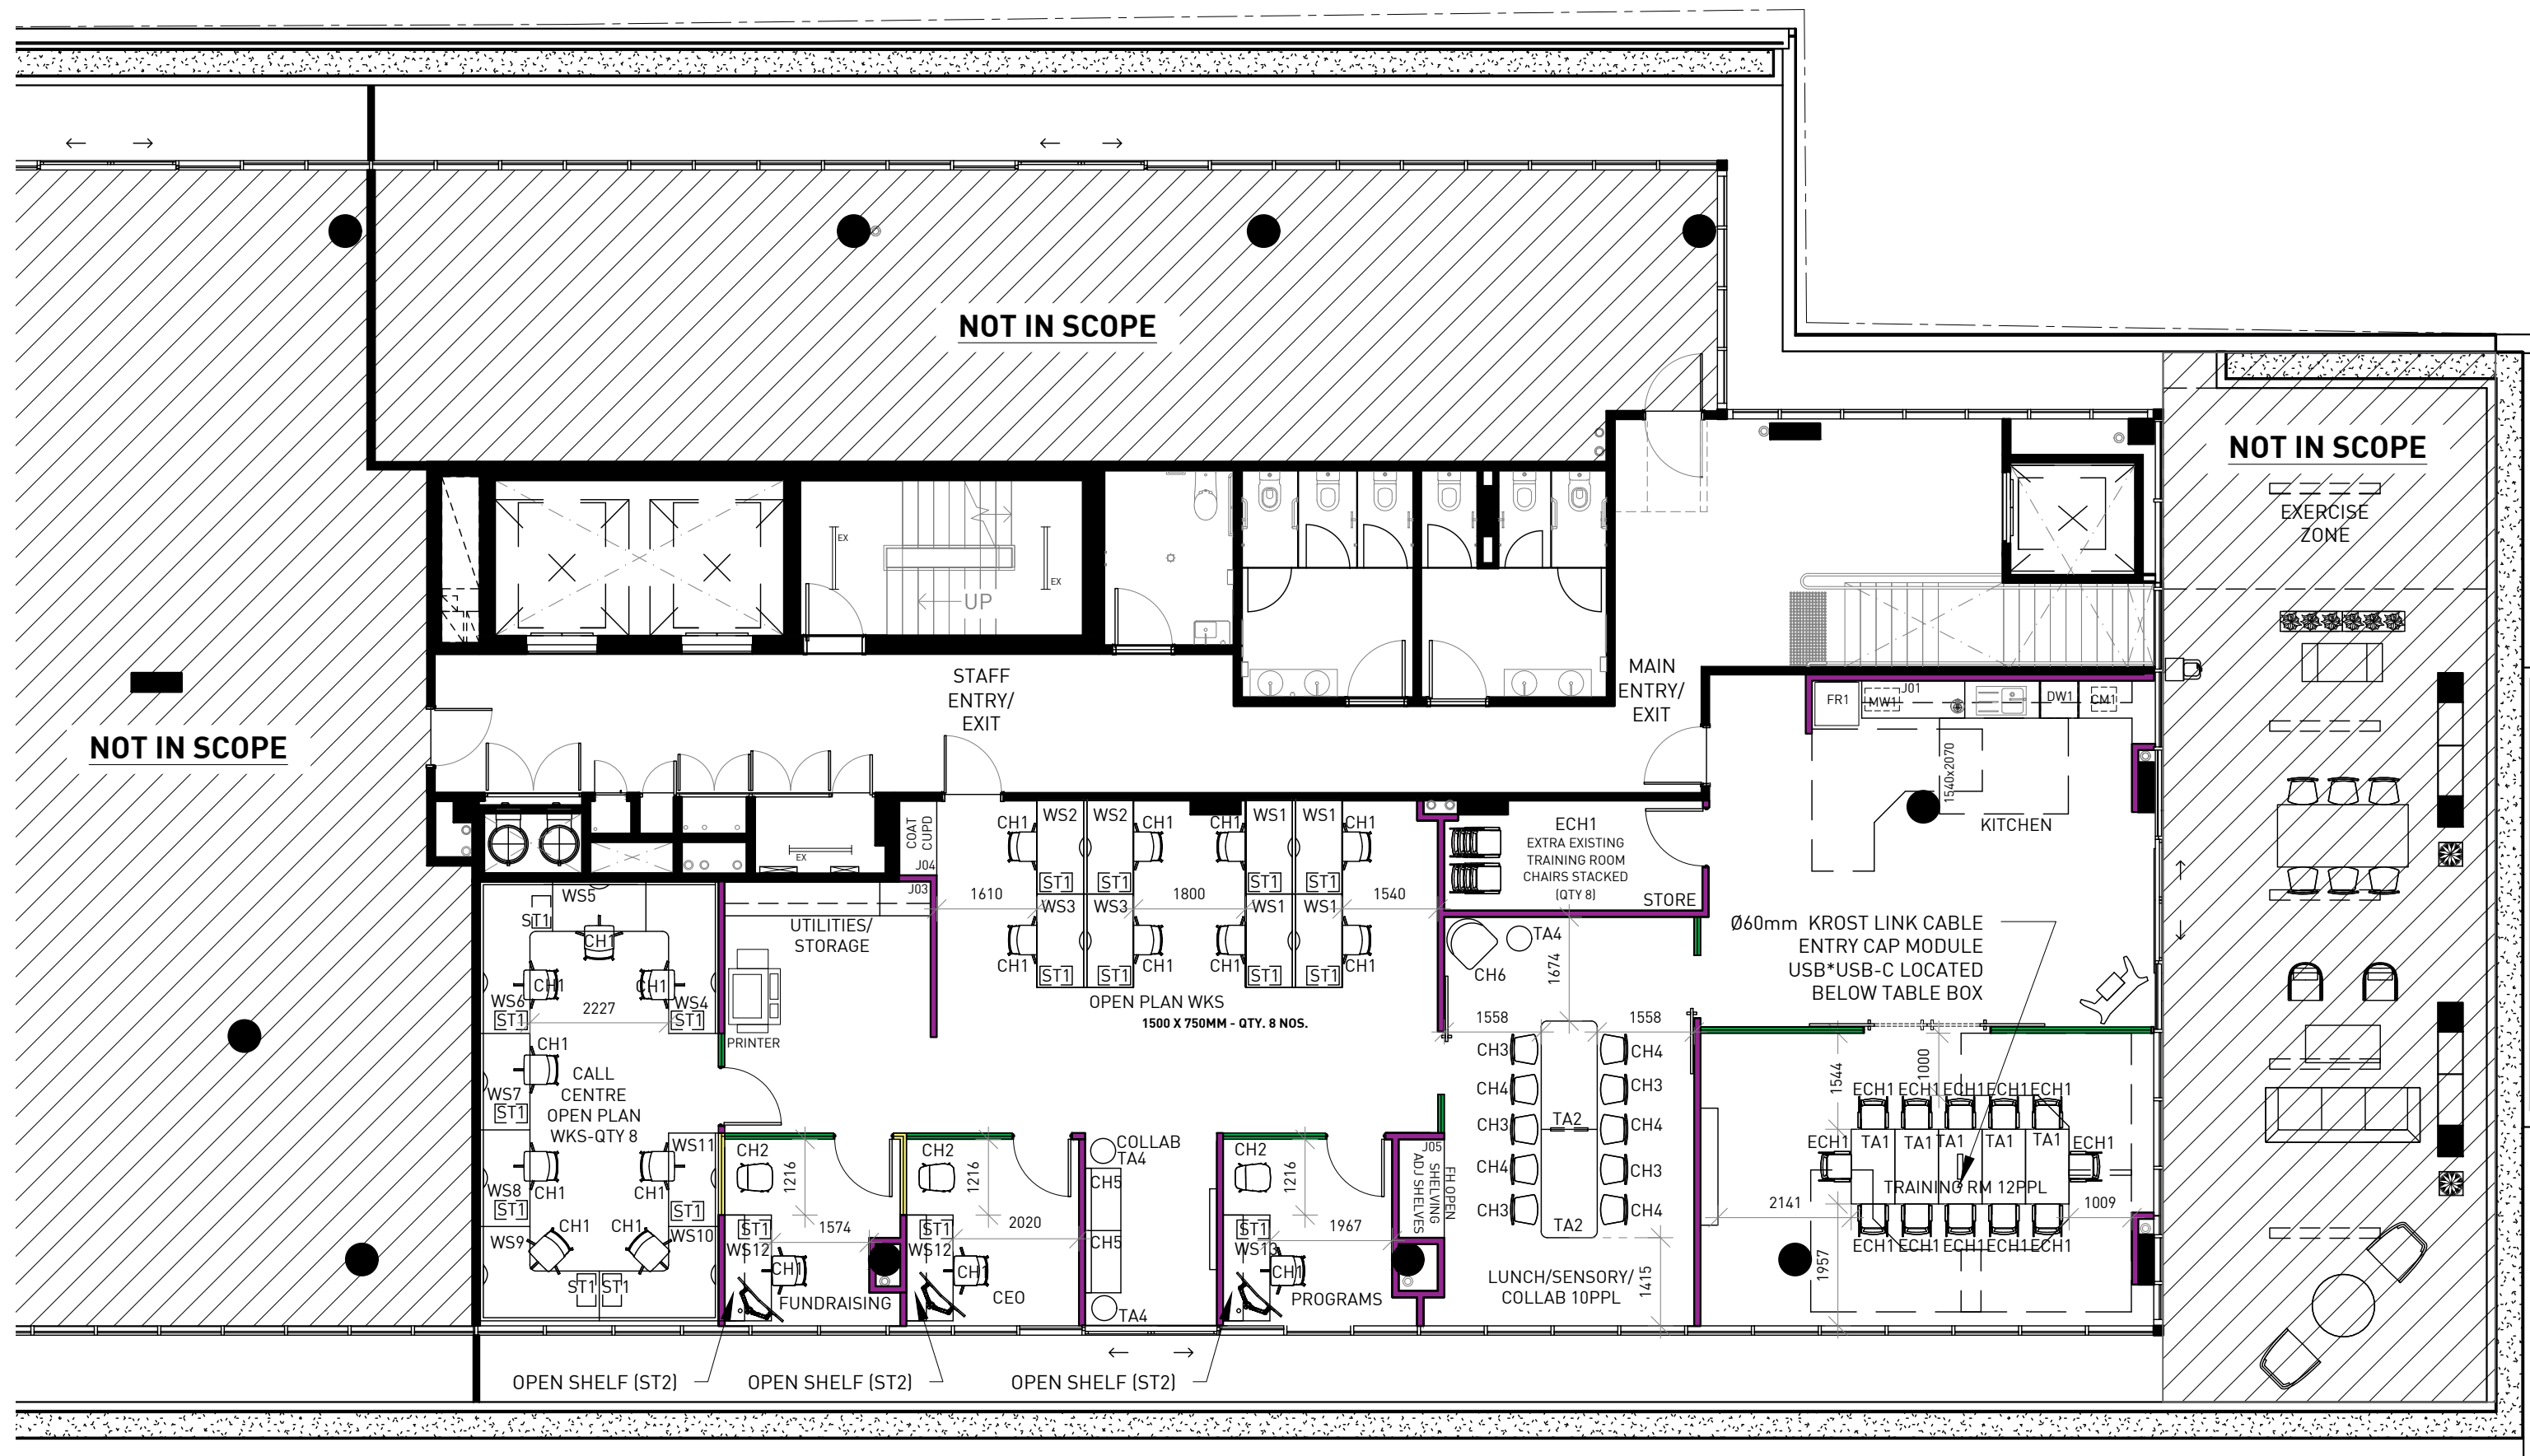 NOT IN SCOPE
NOT IN SCOPE
EXERCISE
ZONE
EX
EX
UP
STAFF
ENTRY/
EXIT
MAIN
ENTRY/
EXIT
NOT IN SCOPE
FR1
MW1
J01
DW1
CM1
1540x2070
KITCHEN
EX
COAT
CUPD
J04
J03
CH1
WS2
WS2
CH1
CH1
WS1
WS1
CH1
ST1
ST1
ST1
ST1
1610
WS3
WS3
1800
WS1
WS1
1540
CH1
ST1
ST1
CH1
CH1
ST1
ST1
CH1
OPEN PLAN WKS
1500 X 750MM - QTY. 8 NOS.
ECH1
EXTRA EXISTING
TRAINING ROOM
CHAIRS STACKED
(QTY 8)
STORE
Ø60mm KROST LINK CABLE
ENTRY CAP MODULE
USB*USB-C LOCATED
BELOW TABLE BOX
WS5
ST1
CH1
CH1
CH1
WS6
ST1
2227
WS4
ST1
CH1
WS7
ST1
CALL
CENTRE
OPEN PLAN
WKS-QTY 8
WS11
WS8
ST1
CH1
CH1
ST1
WS9
CH1
CH1
WS10
ST1
ST1
UTILITIES/
STORAGE
PRINTER
CH2
1216
ST1
1574
WS12
CH1
FUNDRAISING
CH2
1216
ST1
2020
WS12
CH1
CEO
COLLAB
TA4
CH5
CH5
TA4
CH2
1216
ST1
1967
WS13
CH1
PROGRAMS
J05
FH OPEN
SHELVING
ADJ SHELVES
TA4
CH6
1674
1558
1558
CH3
CH4
CH4
CH3
CH3
TA2
CH4
CH4
CH3
CH3
TA2
CH4
LUNCH/SENSORY/
COLLAB 10PPL
1415
1544
1000
ECH1
ECH1
ECH1
ECH1
ECH1
ECH1
TA1
TA1
TA1
TA1
TA1
ECH1
TRAINING RM 12PPL
2141
1009
ECH1
ECH1
ECH1
ECH1
ECH1
1957
OPEN SHELF (ST2)
OPEN SHELF (ST2)
OPEN SHELF (ST2)
NOT IN SCOPE